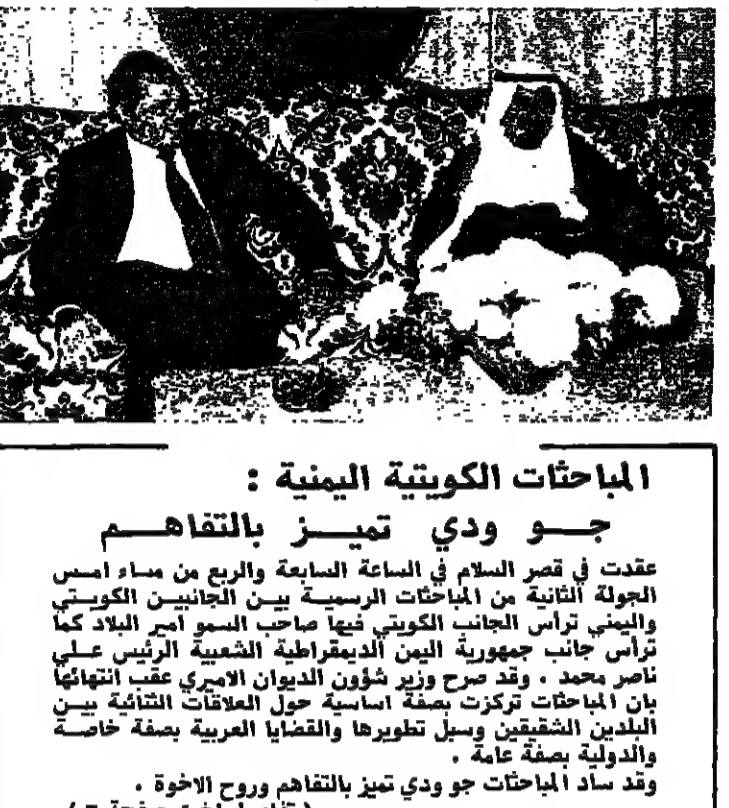 المباحثات الكويتية اليمنية :
جـــو ودي تميـــز بالتفاهـــم
عقدت في قصر السلام في الساعة السابعة والربع من مساء امس
الجولة الثانية من المباحثات الرسمية بين الجانبين الكويتي
واليمني ترأس الجانب الكويتي فيها صاحب السمو امير البلاد كما
ترأس جانب جمهورية اليمن الديمقراطية الشعبية الرئيس علي
ناصر محمد . وقد صرح وزير شؤون الديوان الاميري عقب انتهائها
بان المباحثات تركزت بصفة اساسية حول العلاقات الثنائية بين
البلدين الشقيقين وسبل تطويرها والقضايا العربية بصفة خاصة
والدولية بصفة عامة .
وقد ساد المباحثات جو ودي تميز بالتفاهم وروح الاخوة .